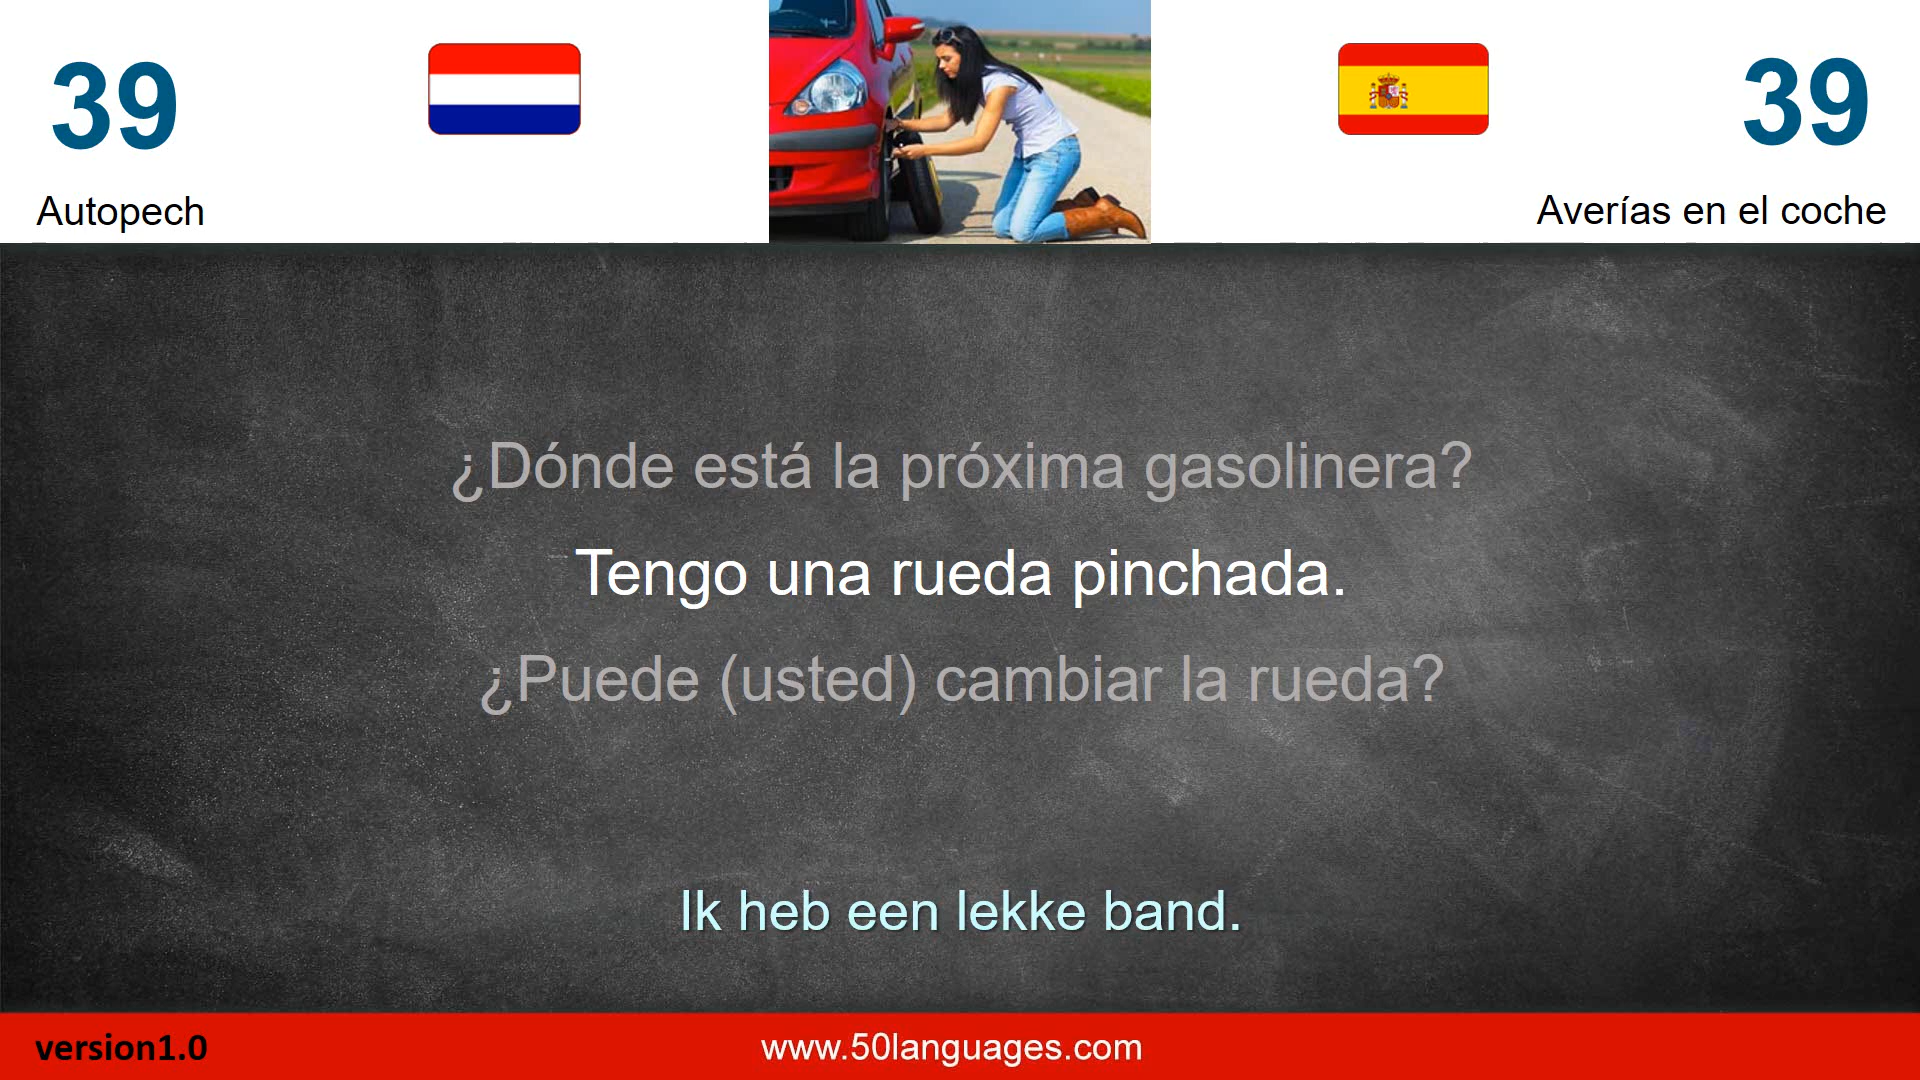 39
39
Autopech
Averías en el coche
¿Dónde está la próxima gasolinera?
Tengo una rueda pinchada.
¿Puede (usted) cambiar la rueda?
Ik heb een lekke band.
version1.0
www.50languages.com